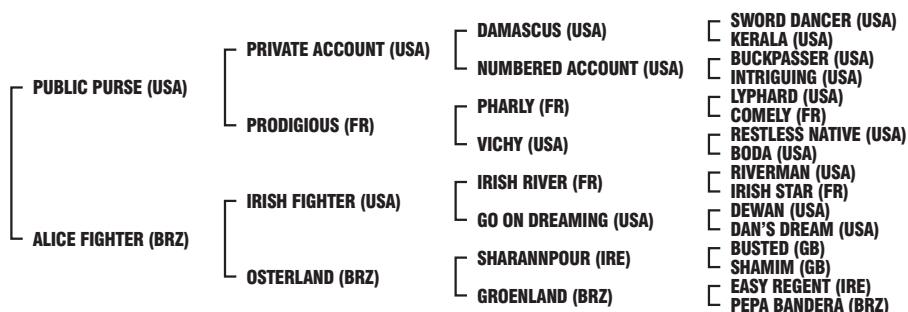 PUBLIC PURSE (USA)
ALICE FIGHTER (BRZ)
PRIVATE ACCOUNT (USA)
PRODIGIOUS (FR)
IRISH FIGHTER (USA)
OSTERLAND (BRZ)
DAMASCUS (USA)
NUMBERED ACCOUNT (USA)
PHARLY (FR)
VICHY (USA)
IRISH RIVER (FR)
GO ON DREAMING (USA)
SHARANNPOUR (IRE)
GROENLAND (BRZ)
SWORD DANCER (USA)
KERALA (USA)
BUCKPASSER (USA)
INTRIGUING (USA)
LYPHARD (USA)
COMELY (FR)
RESTLESS NATIVE (USA)
BODA (USA)
RIVERMAN (USA)
IRISH STAR (FR)
DEWAN (USA)
DAN'S DREAM (USA)
BUSTED (GB)
SHAMIM (GB)
EASY REGENT (IRE)
PEPA BANDERA (BRZ)